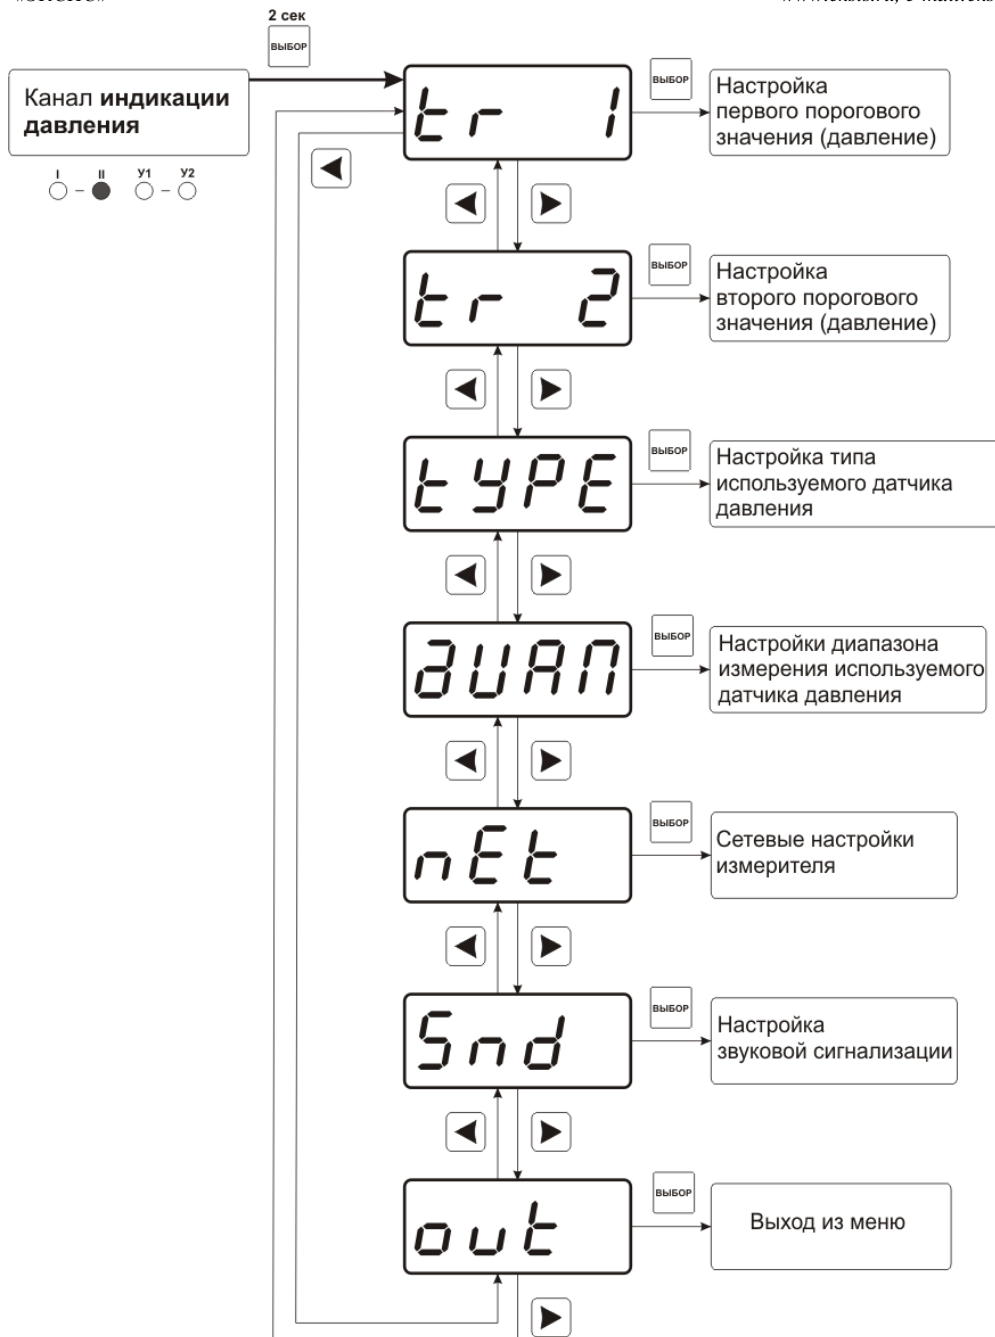 2 сек
ВЫБОР
Канал индикации
давления
I II У1 У2
tr 1
ВЫБОР
Настройка
первого порогового
значения (давление)
tr 2
ВЫБОР
Настройка
второго порогового
значения (давление)
tYPE
ВЫБОР
Настройка типа
используемого датчика
давления
ВЫБОР
Настройки диапазона
измерения используемого
датчика давления
nEt
ВЫБОР
Сетевые настройки
измерителя
Snd
ВЫБОР
Настройка
звуковой сигнализации
out
ВЫБОР
Выход из меню